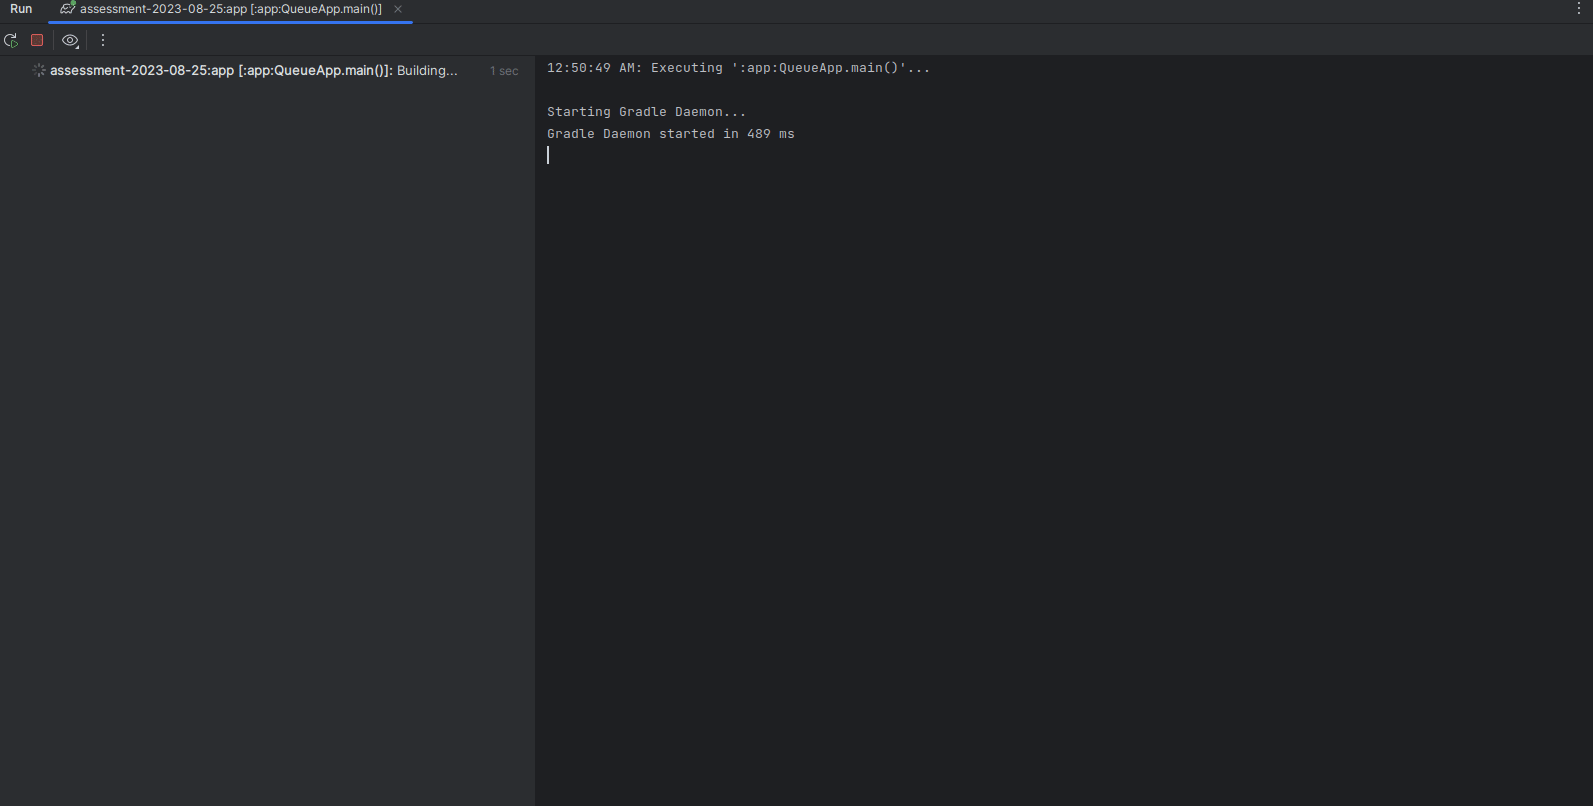 Run assessment-2023-08-25:app [:app:QueueApp.main()]
assessment-2023-08-25:app [:app:QueueApp.main()]: Building... 1 sec
12:50:49 AM: Executing ':app:QueueApp.main()'...
Starting Gradle Daemon...
Gradle Daemon started in 489 ms